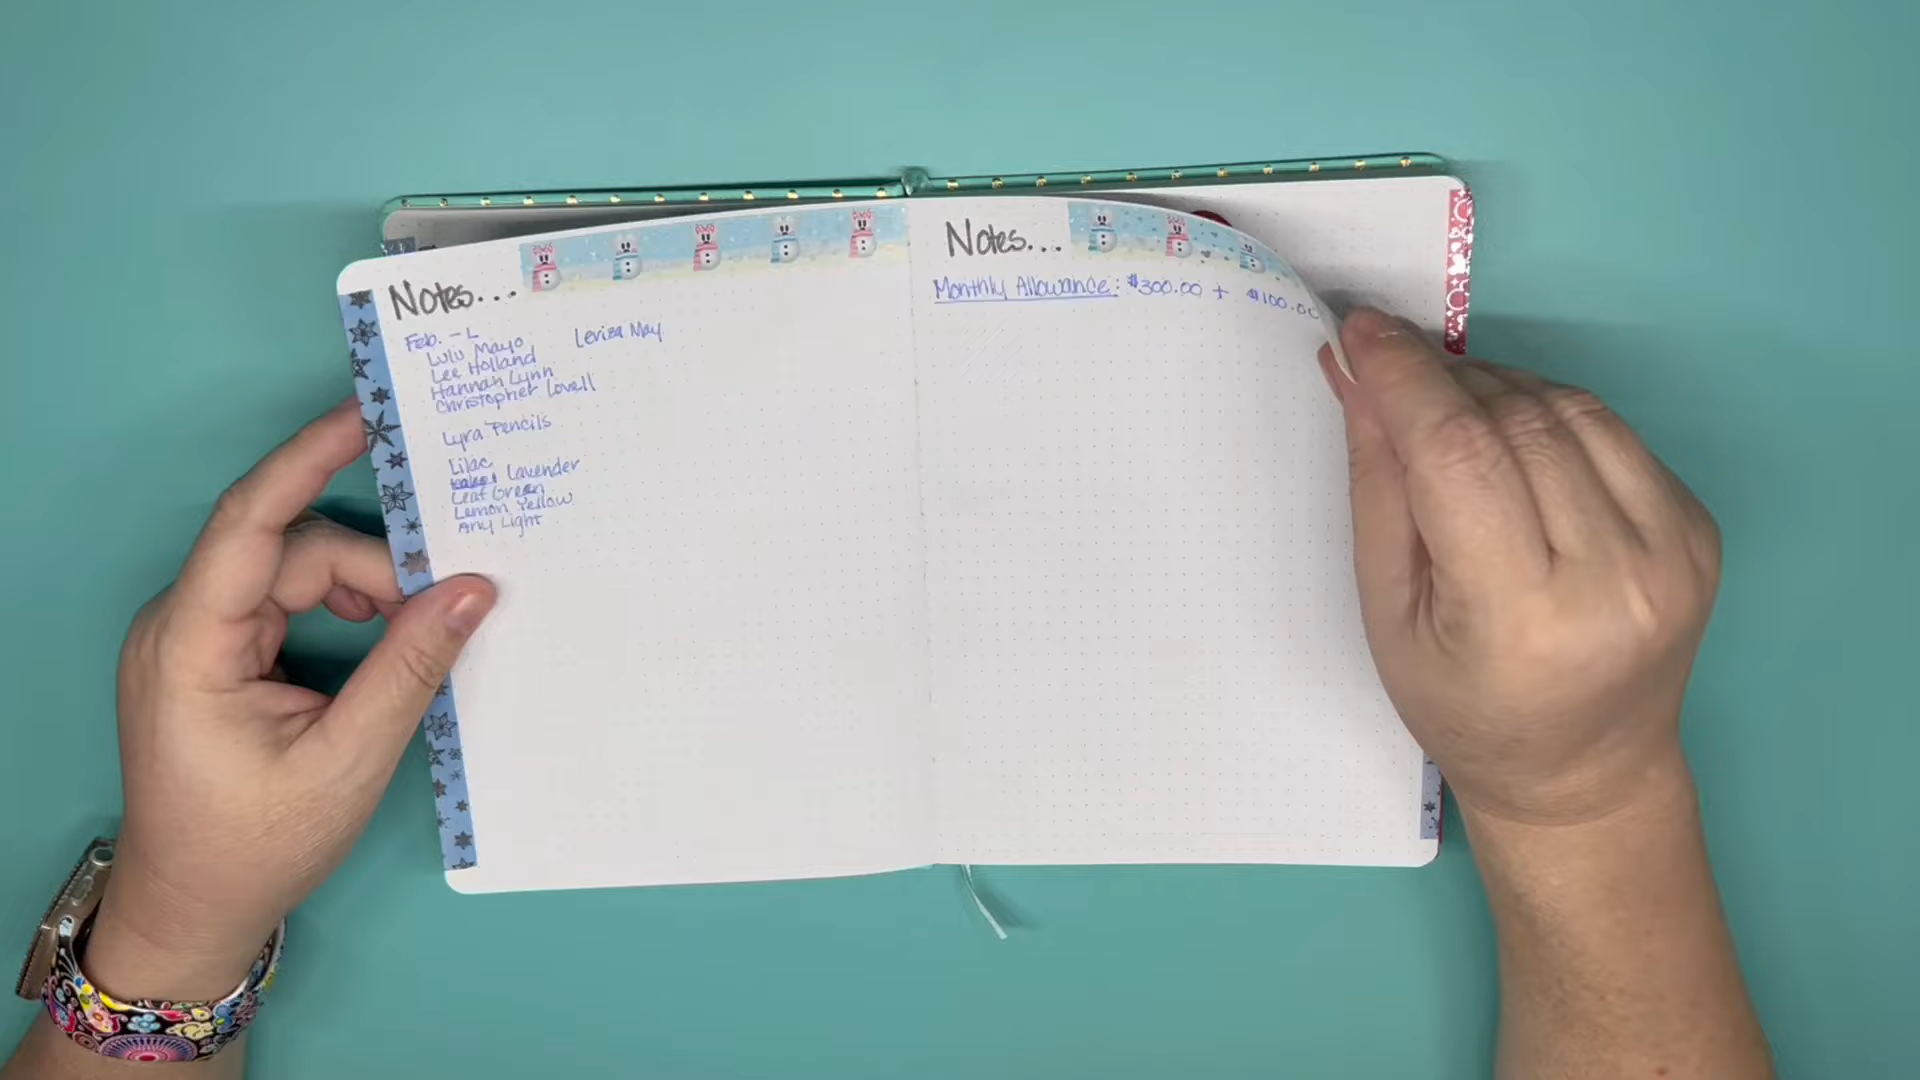 Notes...
Feb. - L
Lulu Mayo
Leriza May
Lee Holland
Hannah Lynn
Christopher Lovell
Lyra Pencils
Lilac
Lavender
Leaf Green
Lemon Yellow
Any Light
Notes...
Monthly Allowance: $300.00 + $100.00